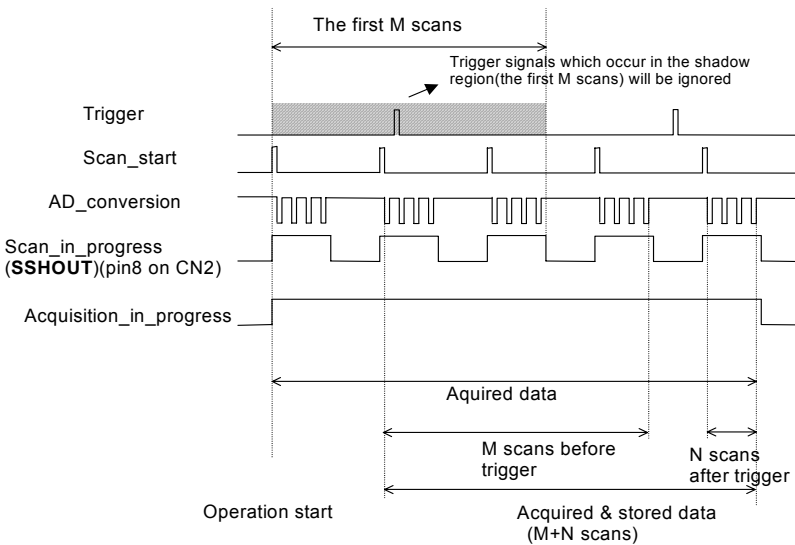 The first M scans
Trigger signals which occur in the shadow
region(the first M scans) will be ignored
Trigger
Scan_start
AD_conversion
Scan_in_progress
(SSHOUT)(pin8 on CN2)
Acquisition_in_progress
Aquired data
M scans before
trigger
N scans
after trigger
Operation start
Acquired & stored data
(M+N scans)